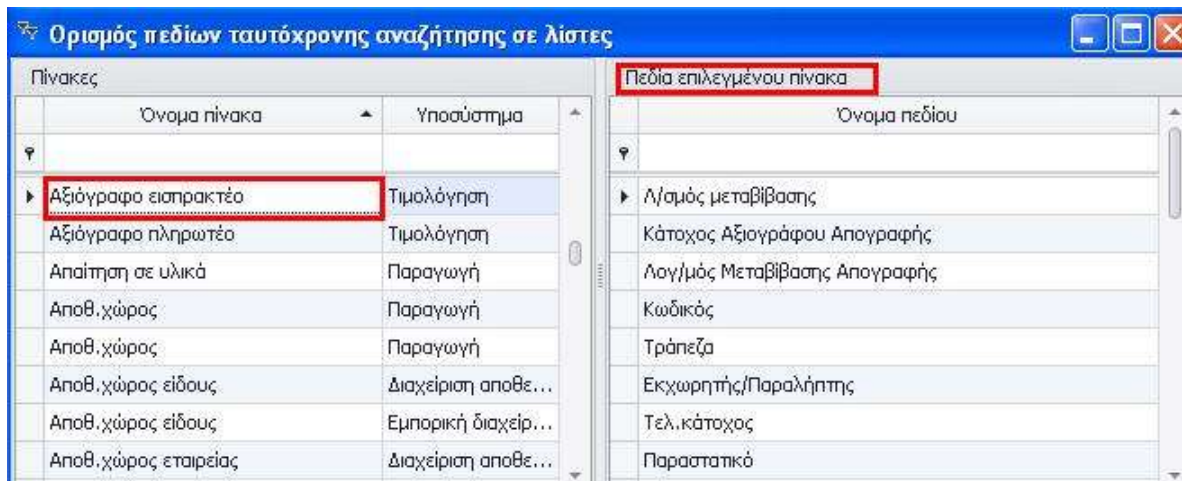 Ορισμός πεδίων ταυτόχρονης αναζήτησης σε λίστες
Πίνακες
Όνομα πίνακα Υποσύστημα
Αξιόγραφο εισπρακτέο Τιμολόγηση
Αξιόγραφο πληρωτέο Τιμολόγηση
Απαίτηση σε υλικά Παραγωγή
Αποθ.χώρος Παραγωγή
Αποθ.χώρος Παραγωγή
Αποθ.χώρος είδους Διαχείριση αποθε...
Αποθ.χώρος είδους Εμπορική διαχείρ...
Αποθ.χώρος εταιρείας Διαχείριση αποθε...
Πεδία επιλεγμένου πίνακα
Όνομα πεδίου
Λ/σμός μεταβίβασης
Κάτοχος Αξιογράφου Απογραφής
Λογ/μός Μεταβίβασης Απογραφής
Κωδικός
Τράπεζα
Εκχωρητής/Παραλήπτης
Τελ.κάτοχος
Παραστατικό